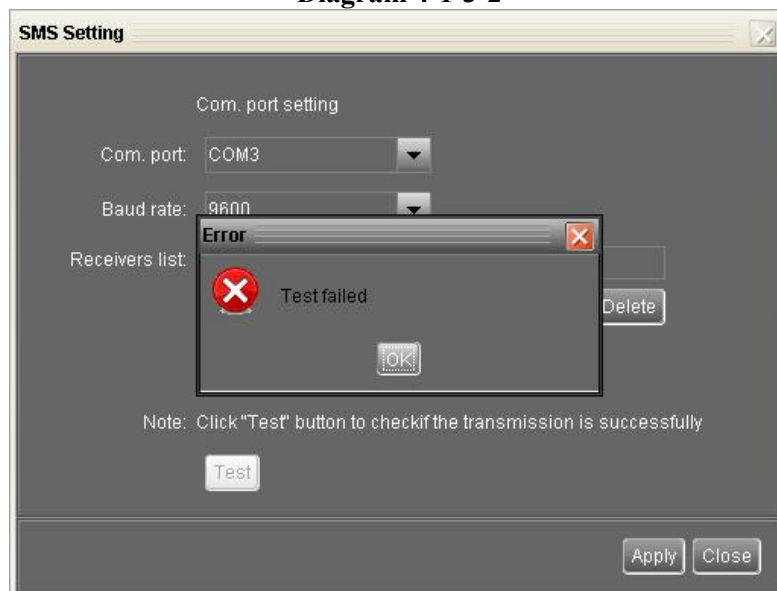 SMS Setting
Com. port setting
Com. port: COM3
Baud rate: 9600
Error
Receivers list:
Test failed
Delete
OK
Note: Click "Test" button to checkif the transmission is successfully
Test
Apply Close